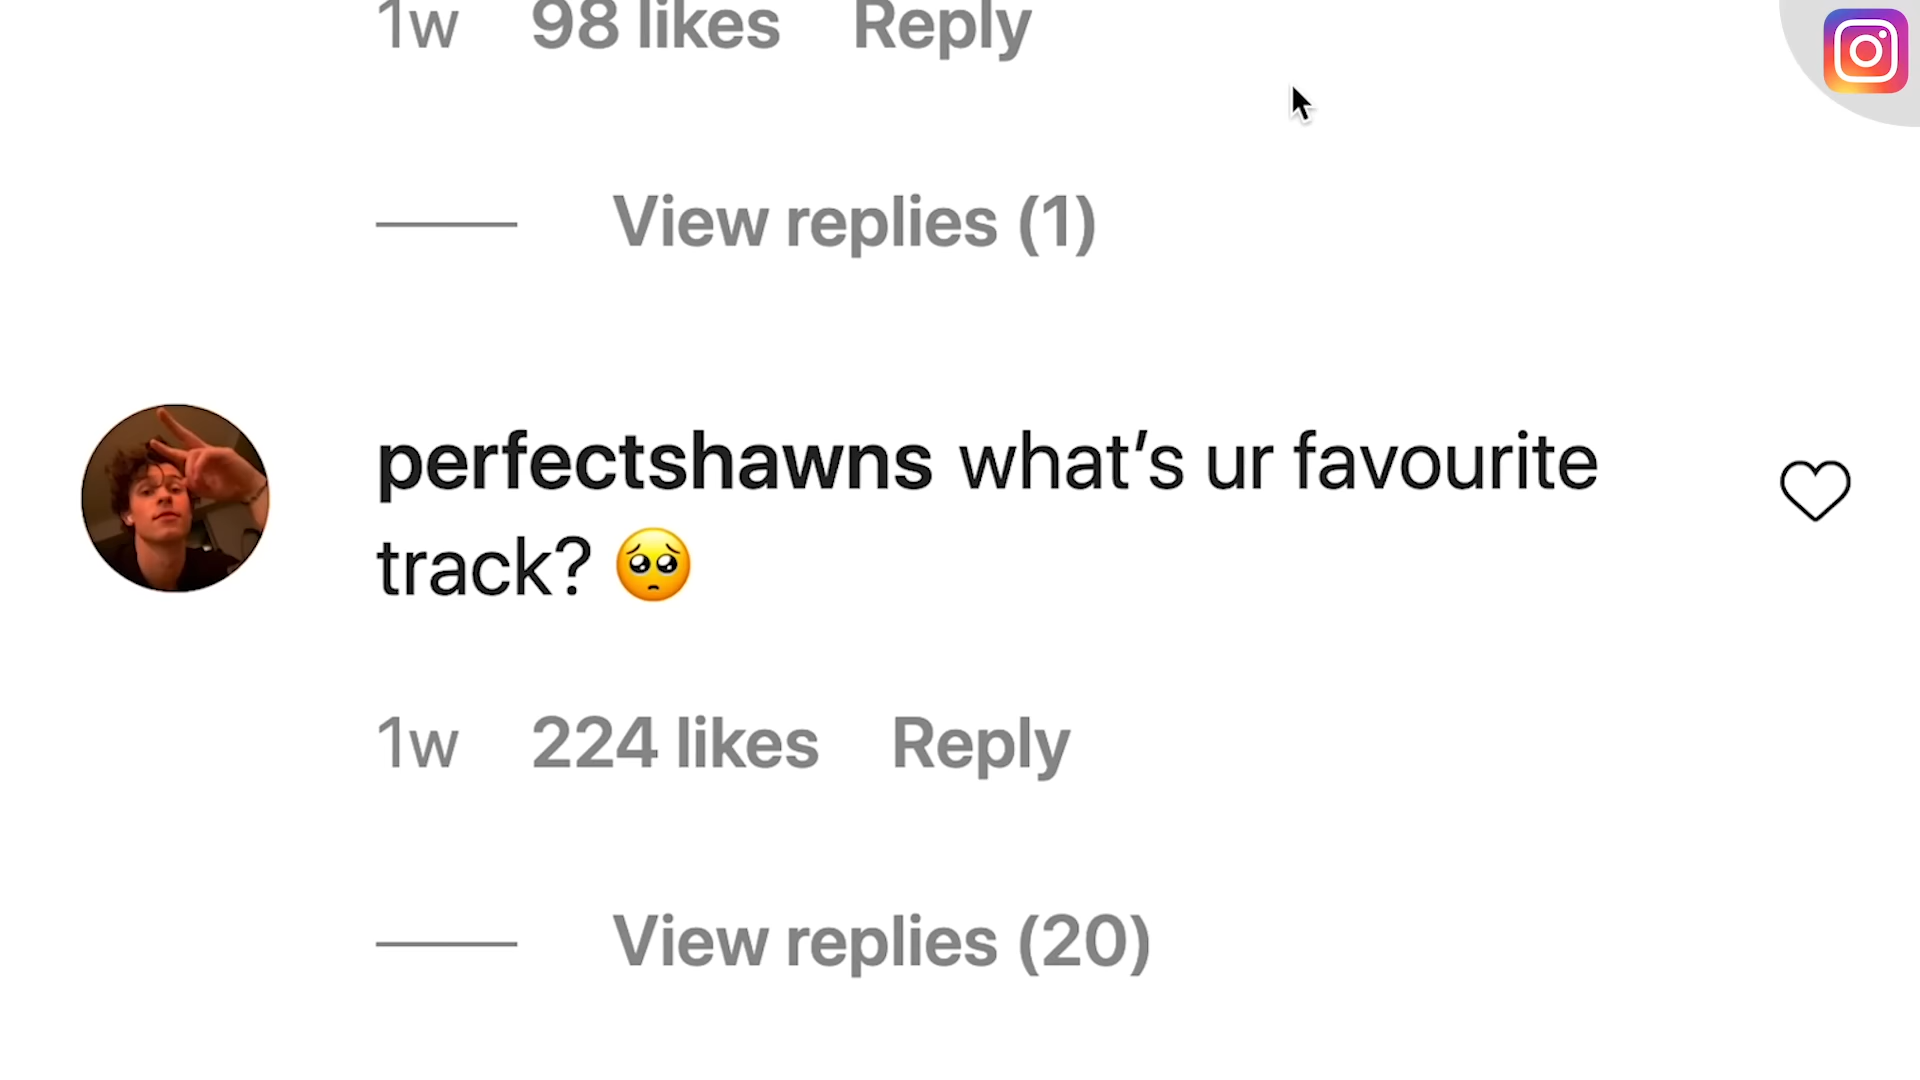 1w 98 likes Reply
View replies (1)
perfectshawns what's ur favourite
track? 🥺
1w 224 likes Reply
View replies (20)